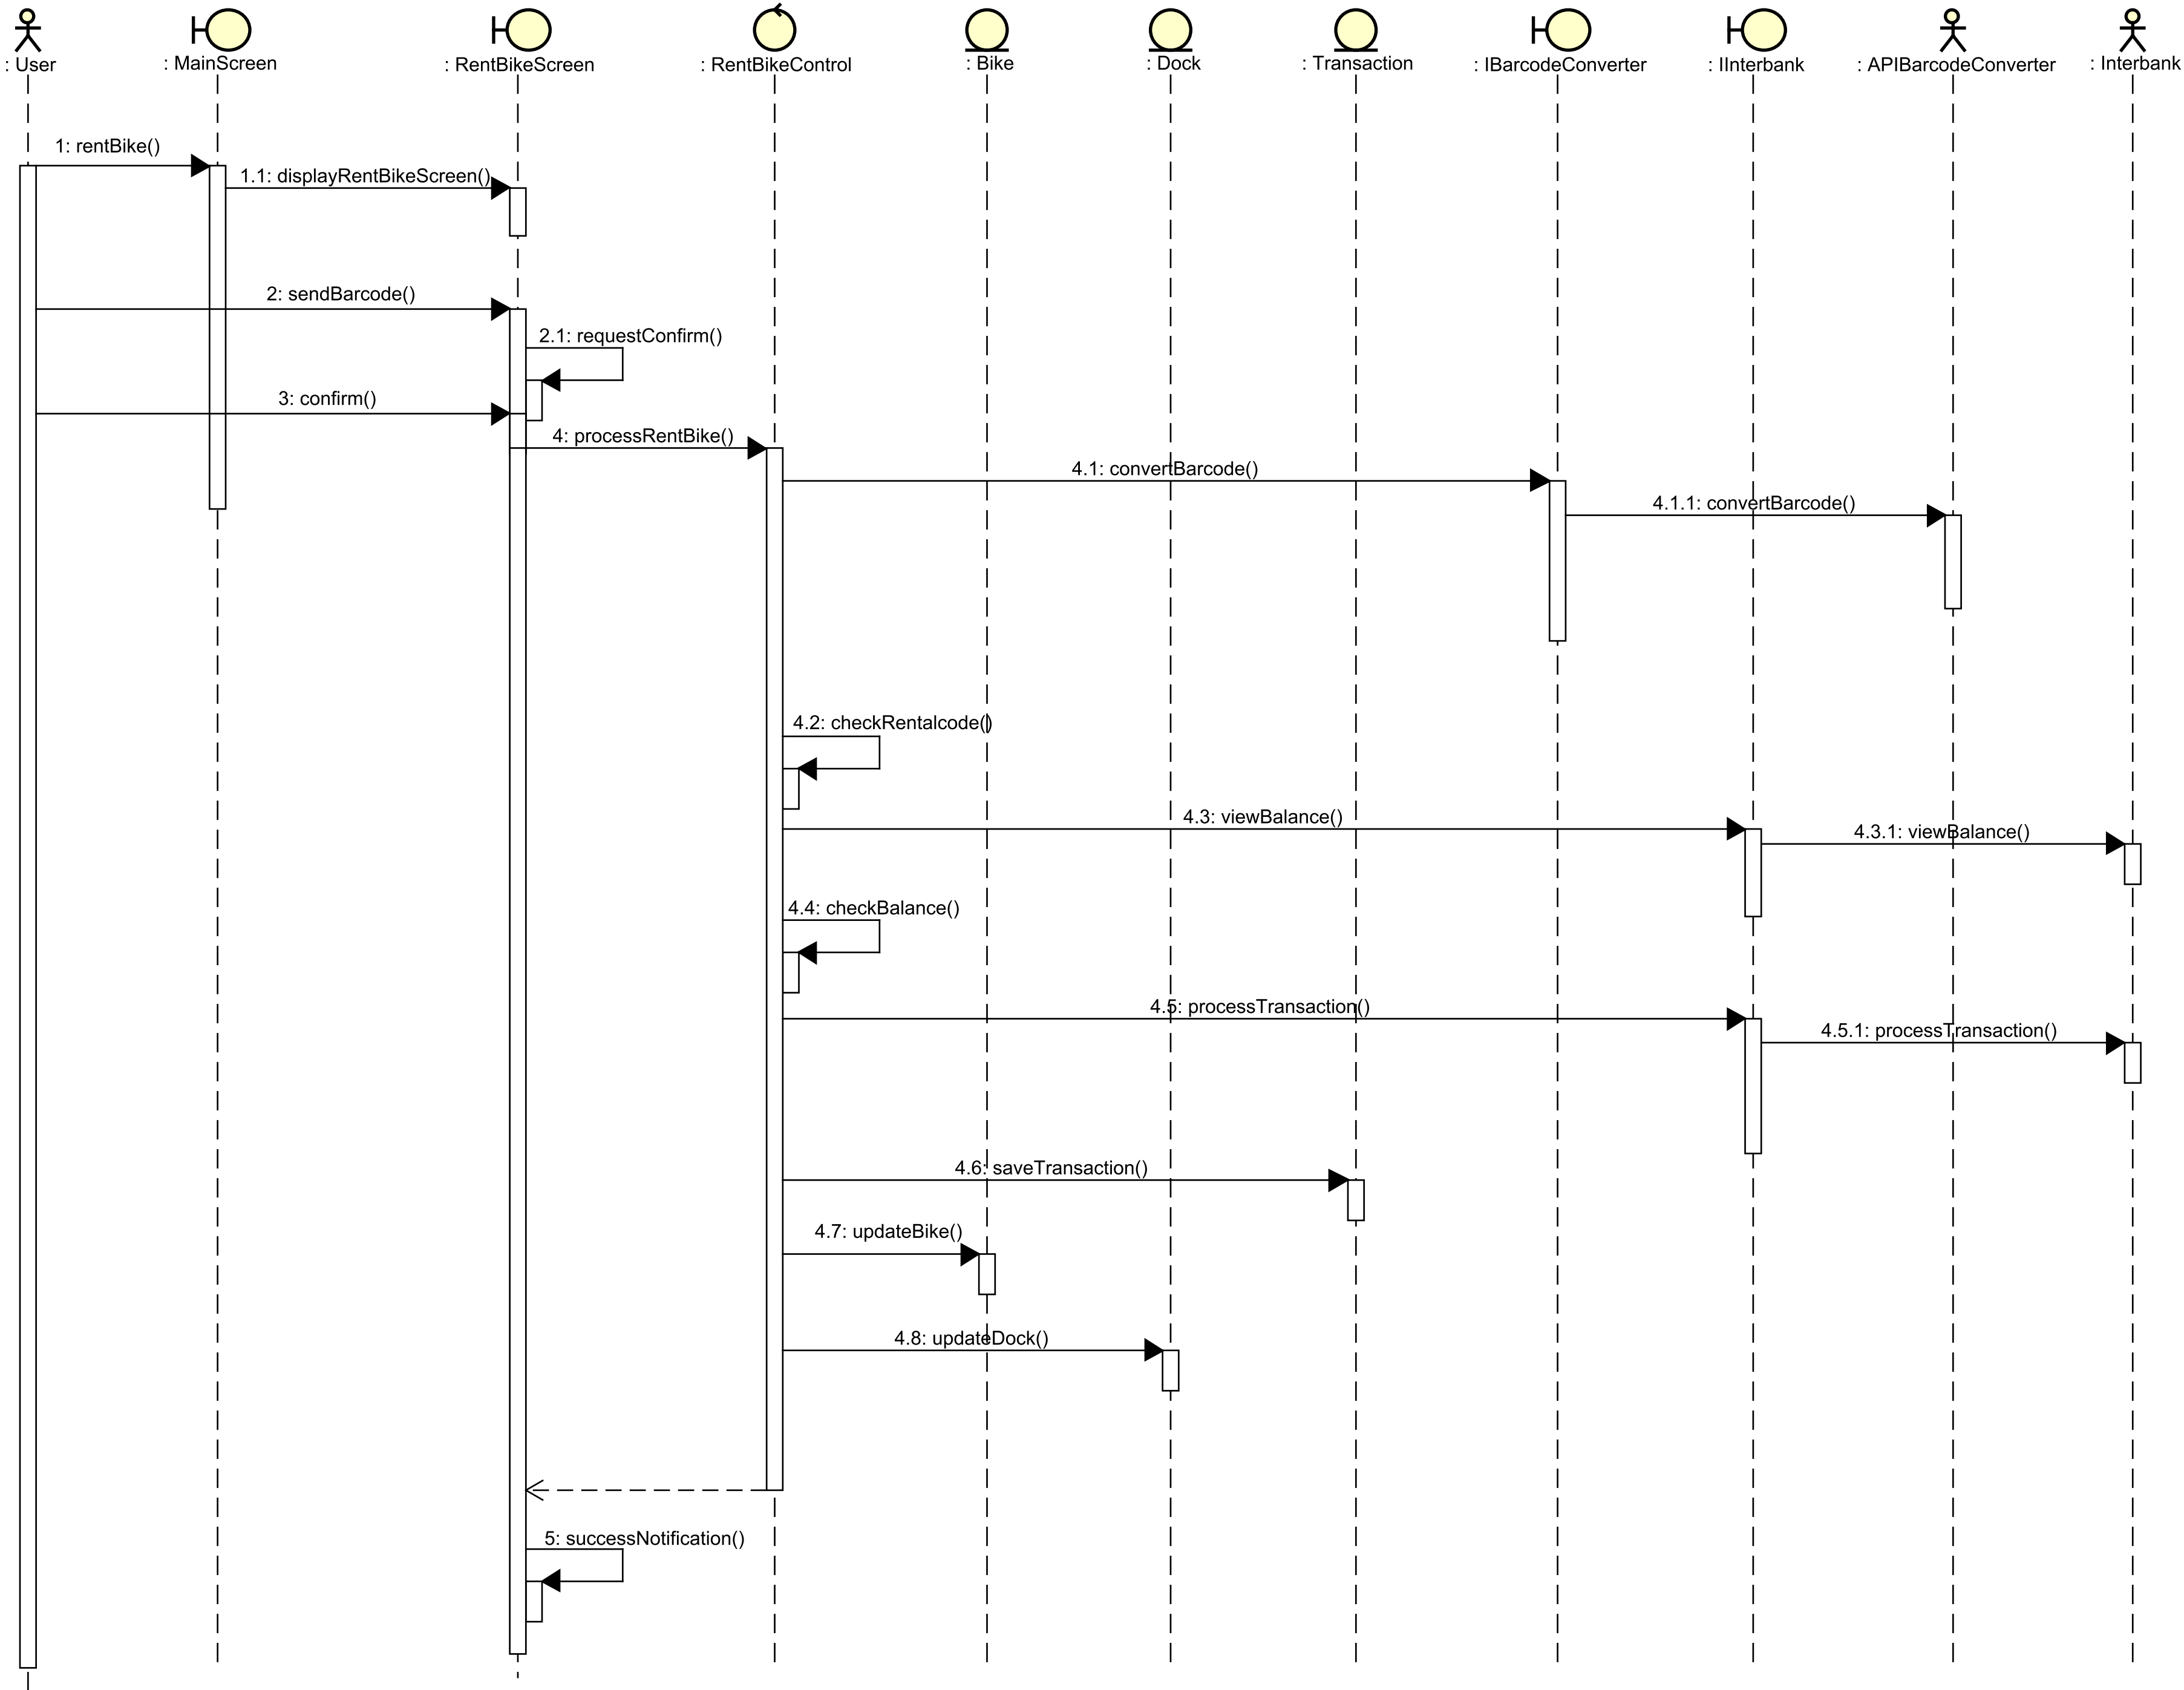 : User
: MainScreen
: RentBikeScreen
: RentBikeControl
: Bike
: Dock
: Transaction
: IBarcodeConverter
: IInterbank
: APIBarcodeConverter
: Interbank
1: rentBike()
1.1: displayRentBikeScreen()
2: sendBarcode()
2.1: requestConfirm()
3: confirm()
4: processRentBike()
4.1: convertBarcode()
4.1.1: convertBarcode()
4.2: checkRentalcode()
4.3: viewBalance()
4.3.1: viewBalance()
4.4: checkBalance()
4.5: processTransaction()
4.5.1: processTransaction()
4.6: saveTransaction()
4.7: updateBike()
4.8: updateDock()
5: successNotification()